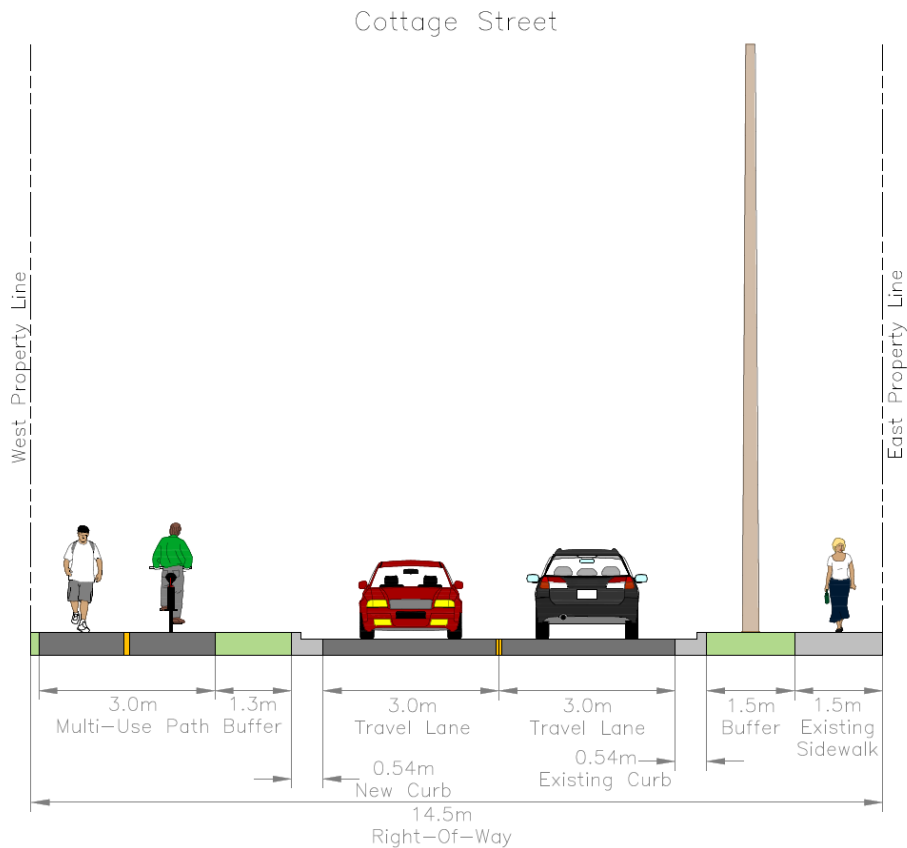 Cottage Street
West Property Line
East Property Line
3.0m
Multi-Use Path
1.3m
Buffer
3.0m
Travel Lane
3.0m
Travel Lane
1.5m
Buffer
1.5m
Existing
Sidewalk
0.54m
New Curb
0.54m
Existing Curb
14.5m
Right-Of-Way